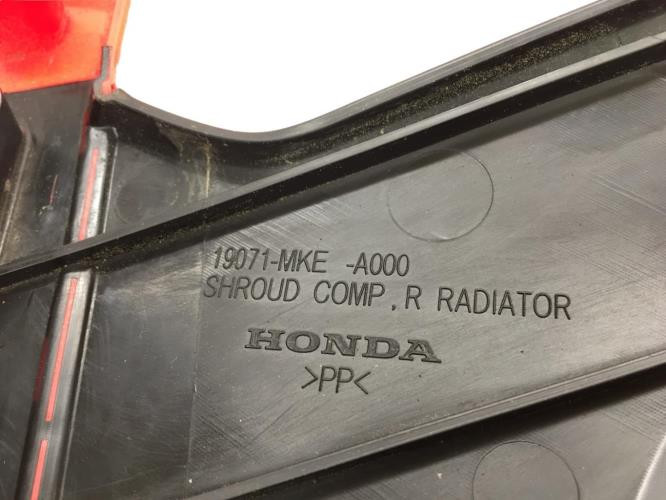 19071-MKE -A000
SHROUD COMP, R RADIATOR
HONDA
>PP<